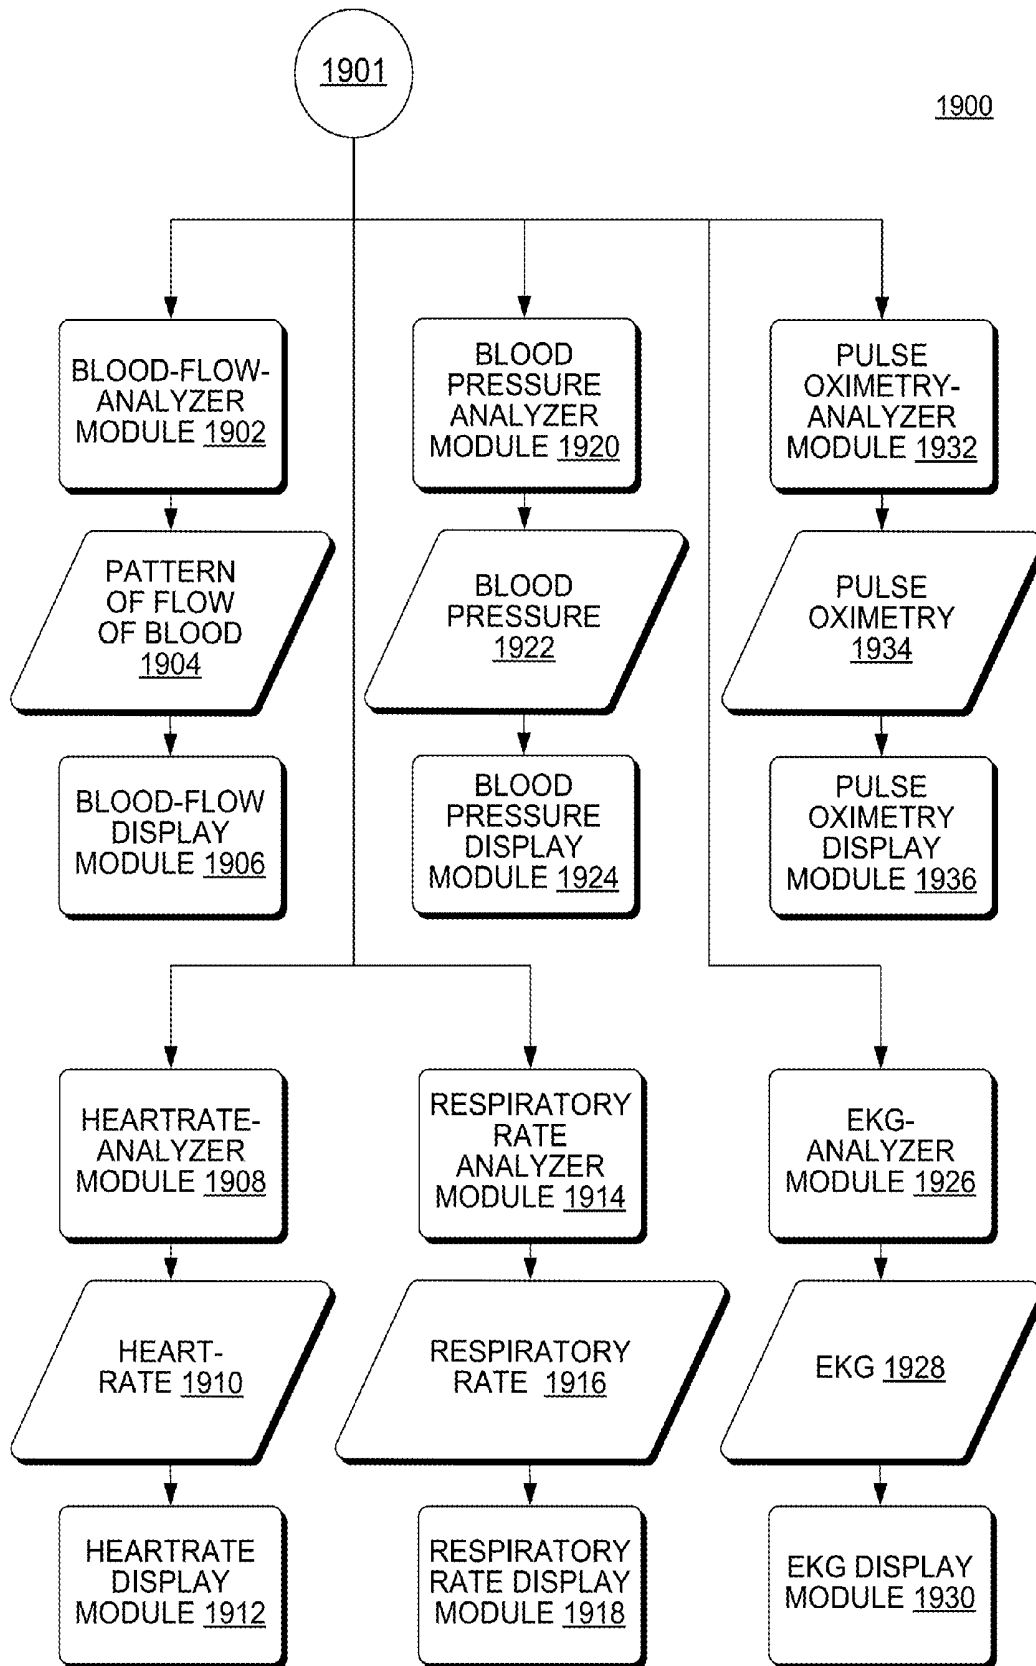 1901
1900
BLOOD-FLOW-
ANALYZER
MODULE 1902
BLOOD
PRESSURE
ANALYZER
MODULE 1920
PULSE
OXIMETRY-
ANALYZER
MODULE 1932
PATTERN
OF FLOW
OF BLOOD
1904
BLOOD
PRESSURE
1922
PULSE
OXIMETRY
1934
BLOOD-FLOW
DISPLAY
MODULE 1906
BLOOD
PRESSURE
DISPLAY
MODULE 1924
PULSE
OXIMETRY
DISPLAY
MODULE 1936
HEARTRATE-
ANALYZER
MODULE 1908
RESPIRATORY
RATE
ANALYZER
MODULE 1914
EKG-
ANALYZER
MODULE 1926
HEART-
RATE 1910
RESPIRATORY
RATE 1916
EKG 1928
HEARTRATE
DISPLAY
MODULE 1912
RESPIRATORY
RATE DISPLAY
MODULE 1918
EKG DISPLAY
MODULE 1930